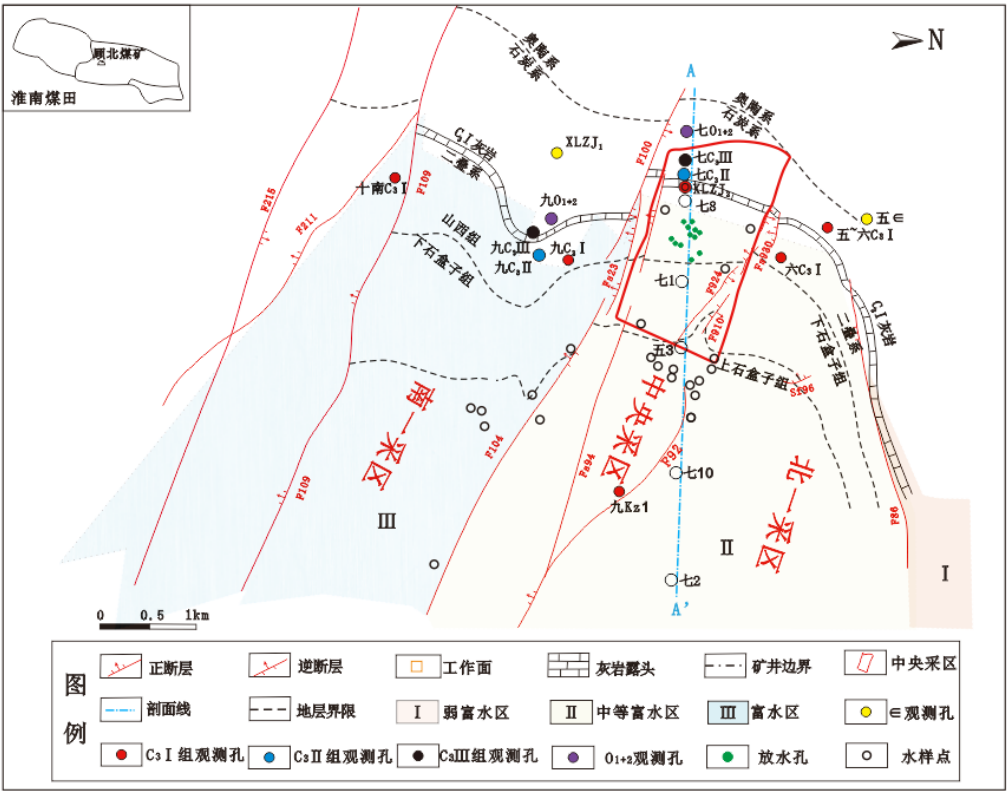 顾北煤矿
淮南煤田
N
奥陶系
石炭系
A
奥陶系
石炭系
C₃Ⅰ灰岩
二叠系
XLZJ₁
F100
七O₁₊₂
七C₃Ⅲ
七C₃Ⅱ
XLZJ₂
七8
十南C₃Ⅰ
F109
F215
F211
山西组
下石盒子组
九O₁₊₂
九C₃Ⅲ
九C₃Ⅱ
九C₃Ⅰ
五∈
五~六C₃Ⅰ
六C₃Ⅰ
Fs23
七1
F924
F910
C₃Ⅰ灰岩
二叠系
下石盒子组
五3
上石盒子组
SF96
南一采区
中央采区
北一采区
F104
Fs94
F92
七10
九Kz1
F109
F86
Ⅲ
Ⅱ
Ⅰ
七2
A'
0 0.5 1km
图例
正断层 逆断层 工作面 灰岩露头 矿井边界 中央采区
剖面线 地层界限 Ⅰ 弱富水区 Ⅱ 中等富水区 Ⅲ 富水区 ∈观测孔
C₃Ⅰ组观测孔 C₃Ⅱ组观测孔 C₃Ⅲ组观测孔 O₁₊₂观测孔 放水孔 水样点